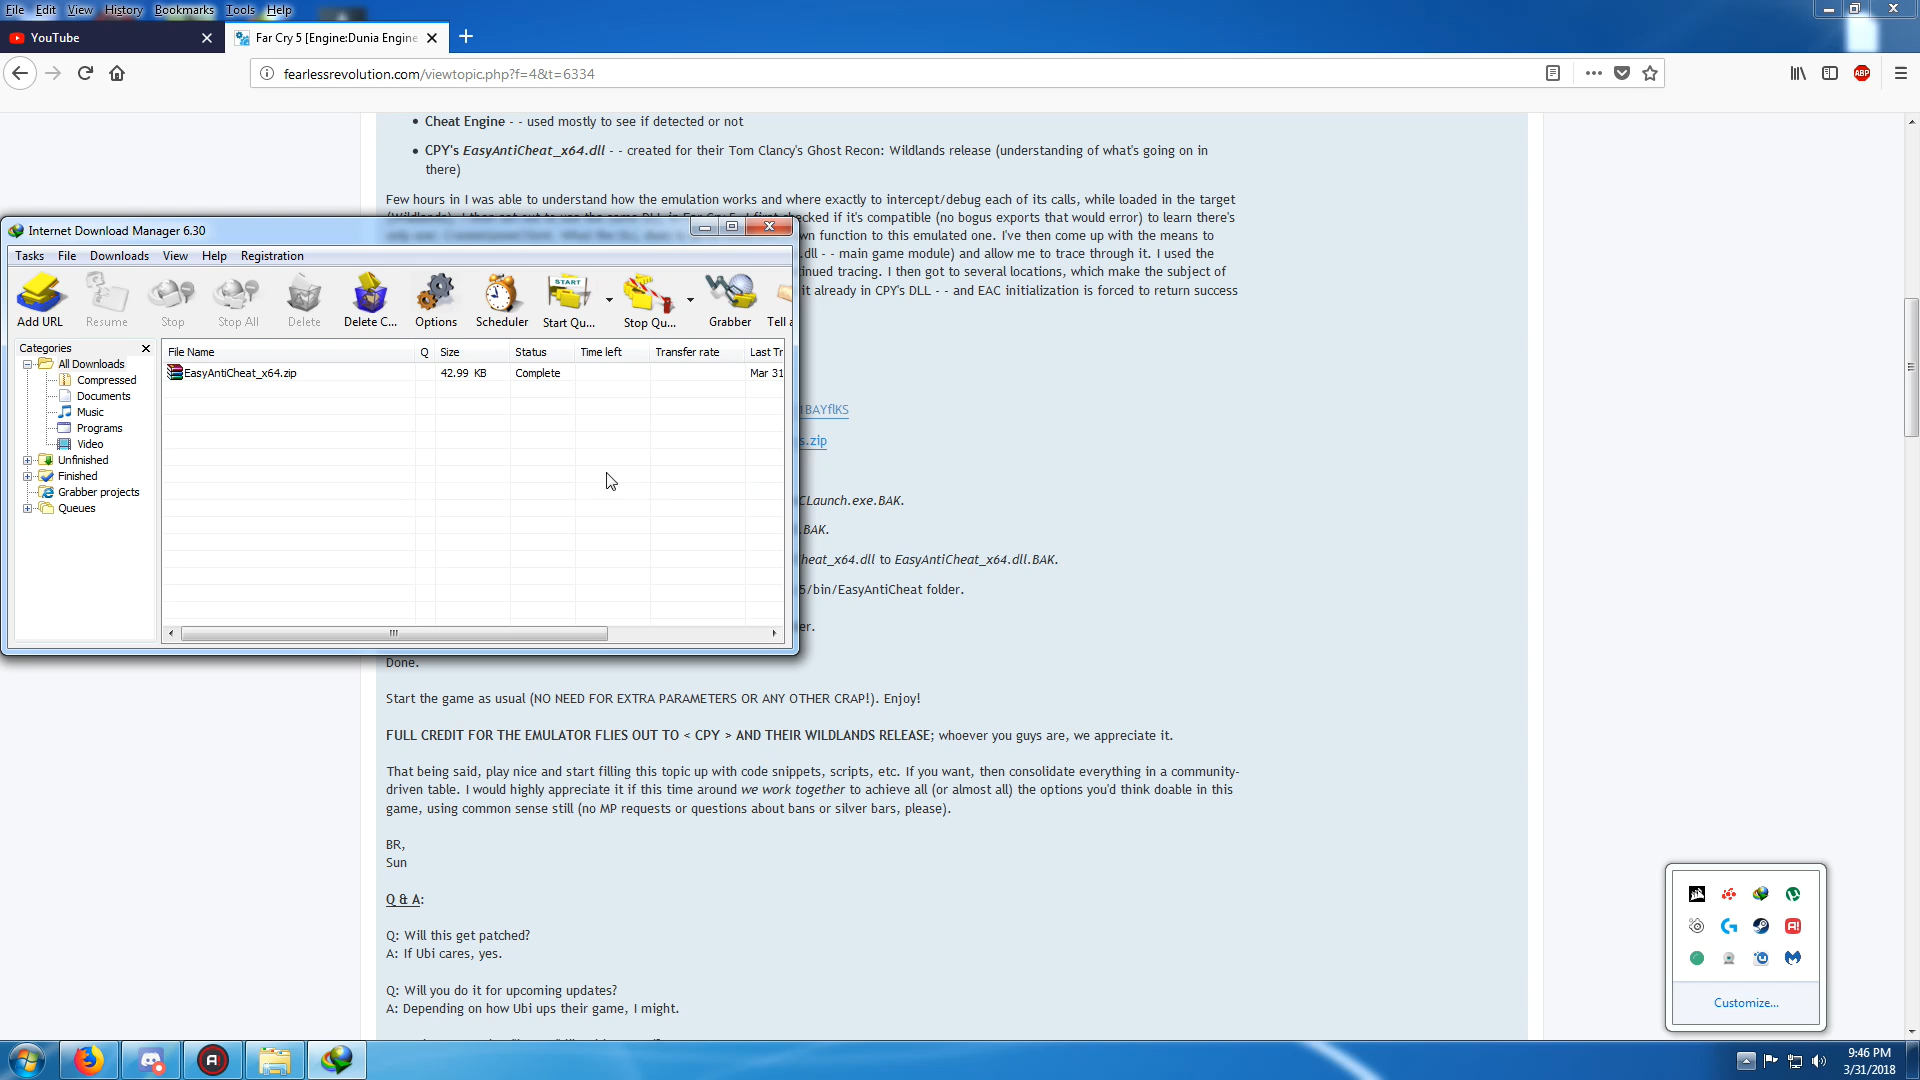 File Edit View History Bookmarks Tools Help
YouTube
Far Cry 5 [Engine:Dunia Engine
fearlessrevolution.com/viewtopic.php?f=4&t=6334
ABP
Cheat Engine - - used mostly to see if detected or not
CPY's EasyAntiCheat_x64.dll - - created for their Tom Clancy's Ghost Recon: Wildlands release (understanding of what's going on in
there)
Few hours in I was able to understand how the emulation works and where exactly to intercept/debug each of its calls, while loaded in the target
checked if it's compatible (no bogus exports that would error) to learn there's
wn function to this emulated one. I've then come up with the means to
.dll - - main game module) and allow me to trace through it. I used the
tinued tracing. I then got to several locations, which make the subject of
it already in CPY's DLL - - and EAC initialization is forced to return success
Internet Download Manager 6.30
Tasks File Downloads View Help Registration
START
Add URL Resume Stop Stop All Delete Delete C... Options Scheduler Start Qu... Stop Qu... Grabber Tell a
Categories
All Downloads
Compressed
Documents
Music
Programs
Video
Unfinished
Finished
Grabber projects
Queues
File Name Q Size Status Time left Transfer rate Last Tr
EasyAntiCheat_x64.zip 42.99 KB Complete Mar 31
BAYflKS
s.zip
CLaunch.exe.BAK.
.BAK.
heat_x64.dll to EasyAntiCheat_x64.dll.BAK.
5/bin/EasyAntiCheat folder.
er.
Done.
Start the game as usual (NO NEED FOR EXTRA PARAMETERS OR ANY OTHER CRAP!). Enjoy!
FULL CREDIT FOR THE EMULATOR FLIES OUT TO < CPY > AND THEIR WILDLANDS RELEASE; whoever you guys are, we appreciate it.
That being said, play nice and start filling this topic up with code snippets, scripts, etc. If you want, then consolidate everything in a community-
driven table. I would highly appreciate it if this time around we work together to achieve all (or almost all) the options you'd think doable in this
game, using common sense still (no MP requests or questions about bans or silver bars, please).
BR,
Sun
Q & A:
Q: Will this get patched?
A: If Ubi cares, yes.
Q: Will you do it for upcoming updates?
A: Depending on how Ubi ups their game, I might.
Customize...
9:46 PM
3/31/2018